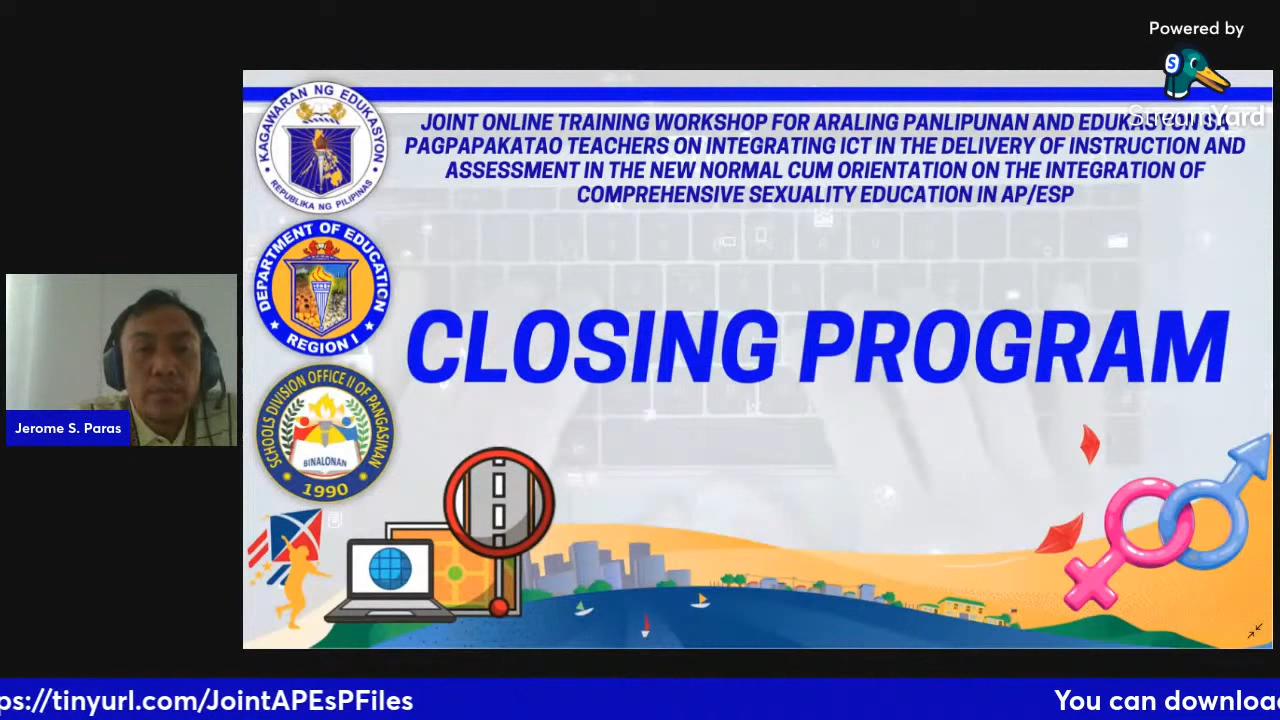 Powered by
StreamYard
KAGAWARAN NG EDUKASYON
REPUBLIKA NG PILIPINAS
JOINT ONLINE TRAINING WORKSHOP FOR ARALING PANLIPUNAN AND EDUKASYON SA
PAGPAPAKATAO TEACHERS ON INTEGRATING ICT IN THE DELIVERY OF INSTRUCTION AND
ASSESSMENT IN THE NEW NORMAL CUM ORIENTATION ON THE INTEGRATION OF
COMPREHENSIVE SEXUALITY EDUCATION IN AP/ESP
DEPARTMENT OF EDUCATION
REGION I
CLOSING PROGRAM
SCHOOLS DIVISION OFFICE II OF PANGASINAN
BINALONAN
1990
Jerome S. Paras
ps://tinyurl.com/JointAPEsPFiles
You can downloa